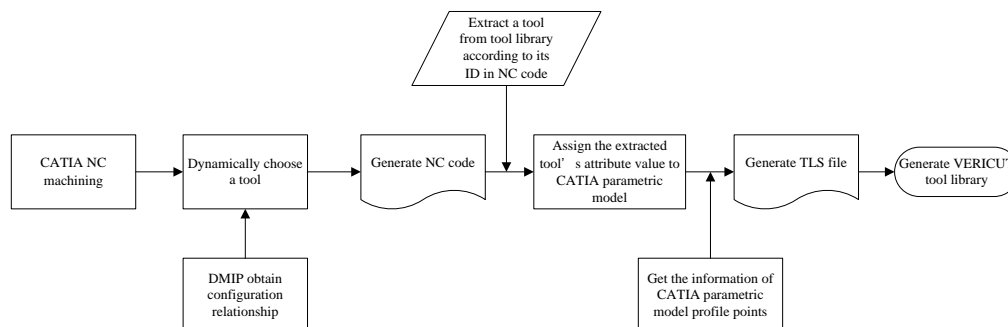 Extract a tool
from tool library
according to its
ID in NC code
CATIA NC
machining
Dynamically choose
a tool
Generate NC code
Assign the extracted
tool's attribute value to
CATIA parametric
model
Generate TLS file
Generate VERICUT
tool library
DMIP obtain
configuration
relationship
Get the information of
CATIA parametric
model profile points